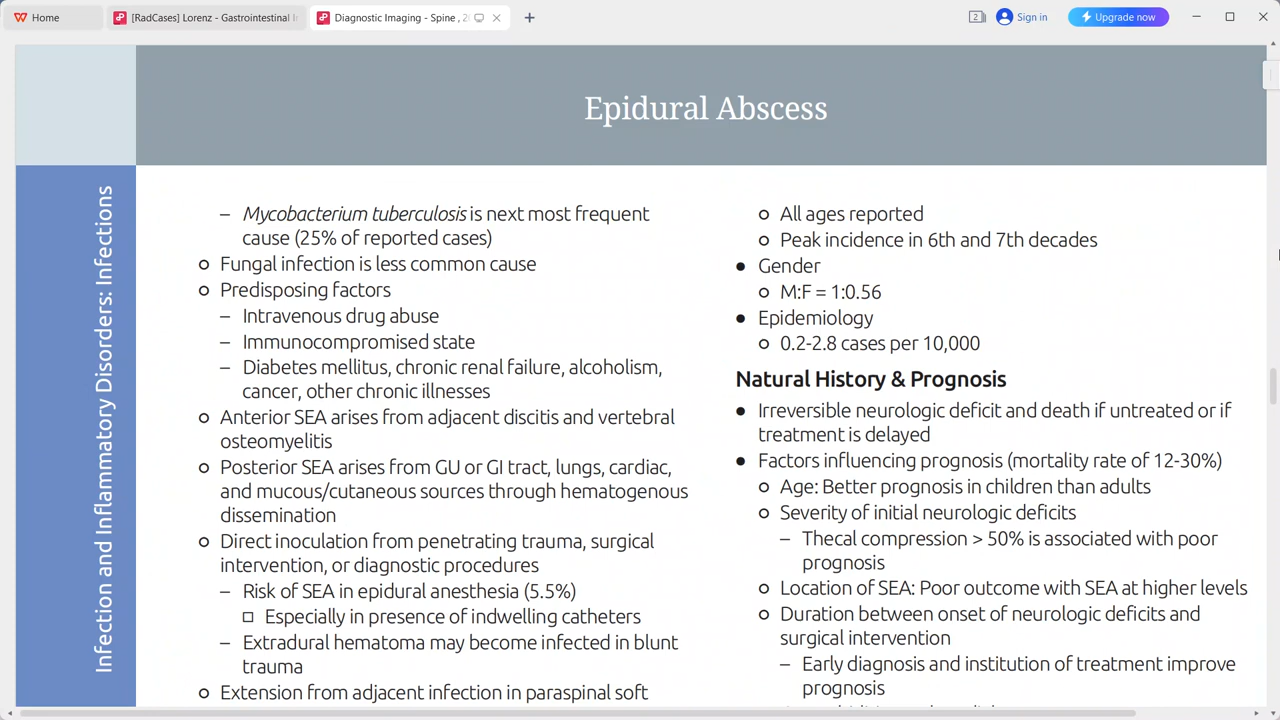 Home
[RadCases] Lorenz - Gastrointestinal
Diagnostic Imaging - Spine , 2
2
Sign in
Upgrade now
Epidural Abscess
Infection and Inflammatory Disorders: Infections
– Mycobacterium tuberculosis is next most frequent
cause (25% of reported cases)
○ Fungal infection is less common cause
○ Predisposing factors
– Intravenous drug abuse
– Immunocompromised state
– Diabetes mellitus, chronic renal failure, alcoholism,
cancer, other chronic illnesses
○ Anterior SEA arises from adjacent discitis and vertebral
osteomyelitis
○ Posterior SEA arises from GU or GI tract, lungs, cardiac,
and mucous/cutaneous sources through hematogenous
dissemination
○ Direct inoculation from penetrating trauma, surgical
intervention, or diagnostic procedures
– Risk of SEA in epidural anesthesia (5.5%)
□ Especially in presence of indwelling catheters
– Extradural hematoma may become infected in blunt
trauma
○ Extension from adjacent infection in paraspinal soft
○ All ages reported
○ Peak incidence in 6th and 7th decades
● Gender
○ M:F = 1:0.56
● Epidemiology
○ 0.2-2.8 cases per 10,000
Natural History & Prognosis
● Irreversible neurologic deficit and death if untreated or if
treatment is delayed
● Factors influencing prognosis (mortality rate of 12-30%)
○ Age: Better prognosis in children than adults
○ Severity of initial neurologic deficits
– Thecal compression > 50% is associated with poor
prognosis
○ Location of SEA: Poor outcome with SEA at higher levels
○ Duration between onset of neurologic deficits and
surgical intervention
– Early diagnosis and institution of treatment improve
prognosis